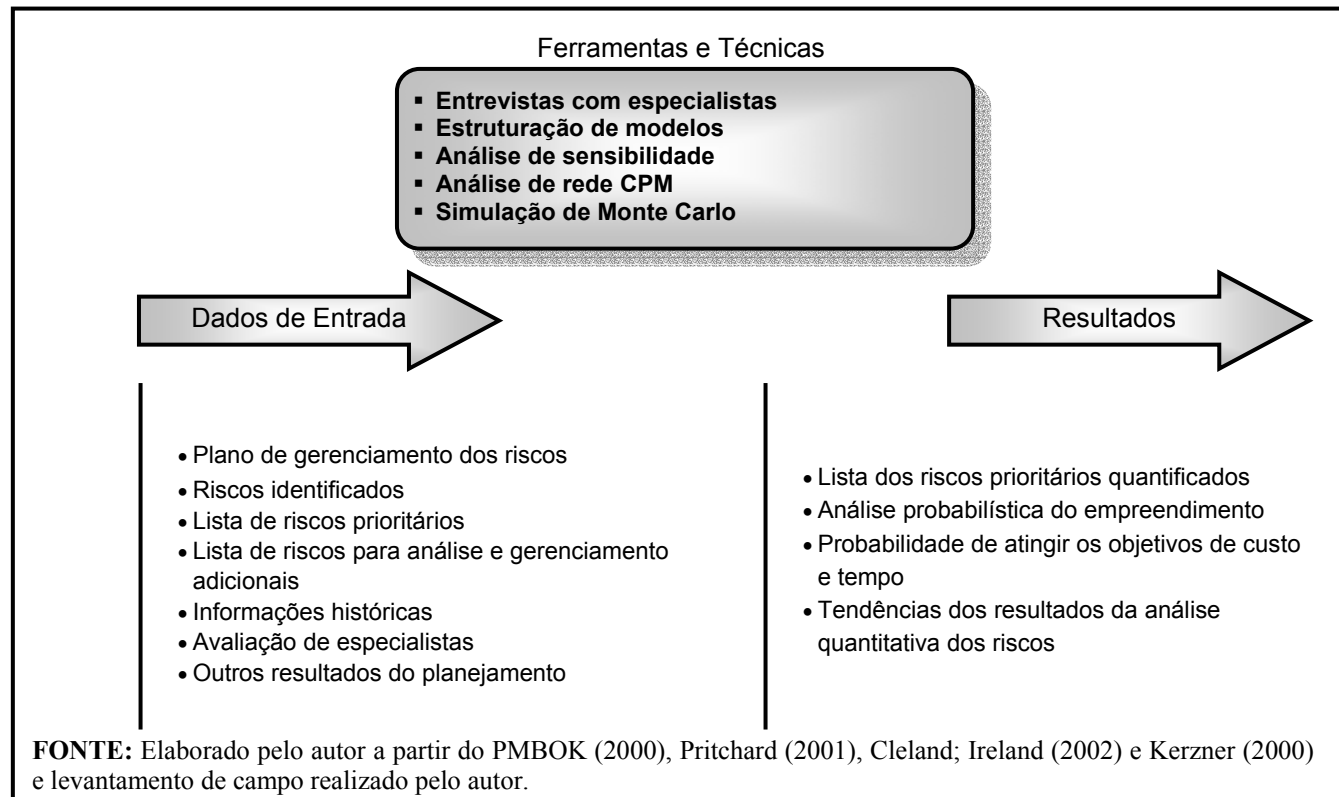 Ferramentas e Técnicas
▪ Entrevistas com especialistas
▪ Estruturação de modelos
▪ Análise de sensibilidade
▪ Análise de rede CPM
▪ Simulação de Monte Carlo
Dados de Entrada
Resultados
• Plano de gerenciamento dos riscos
• Riscos identificados
• Lista de riscos prioritários
• Lista de riscos para análise e gerenciamento
adicionais
• Informações históricas
• Avaliação de especialistas
• Outros resultados do planejamento
• Lista dos riscos prioritários quantificados
• Análise probabilística do empreendimento
• Probabilidade de atingir os objetivos de custo
e tempo
• Tendências dos resultados da análise
quantitativa dos riscos
FONTE: Elaborado pelo autor a partir do PMBOK (2000), Pritchard (2001), Cleland; Ireland (2002) e Kerzner (2000)
e levantamento de campo realizado pelo autor.